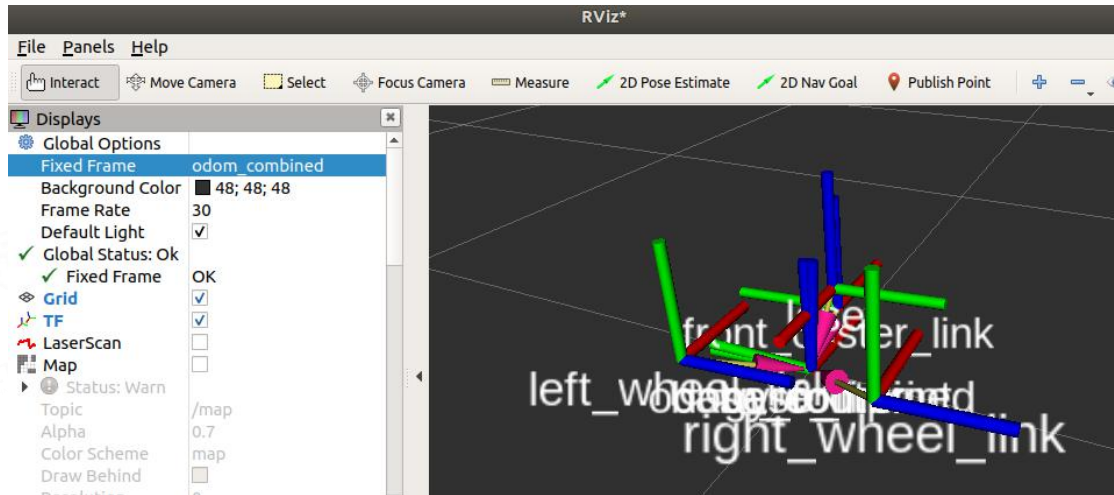 RViz*
File Panels Help
Interact Move Camera Select Focus Camera Measure 2D Pose Estimate 2D Nav Goal Publish Point
Displays
Global Options
Fixed Frame odom_combined
Background Color 48; 48; 48
Frame Rate 30
Default Light
Global Status: Ok
Fixed Frame OK
Grid
TF
LaserScan
Map
Status: Warn
Topic /map
Alpha 0.7
Color Scheme map
Draw Behind
front_caster_link
right_wheel_link